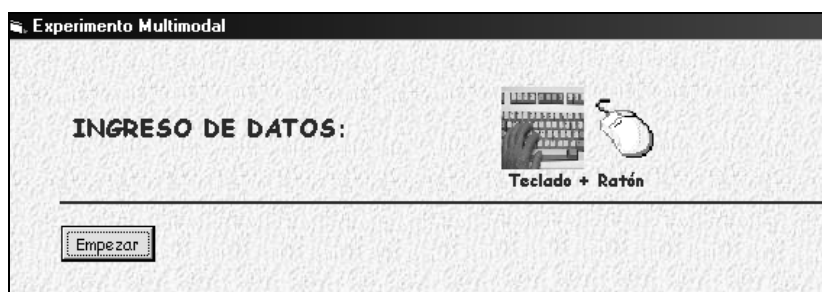 Experimento Multimodal
INGRESO DE DATOS:
Teclado + Ratón
Empezar